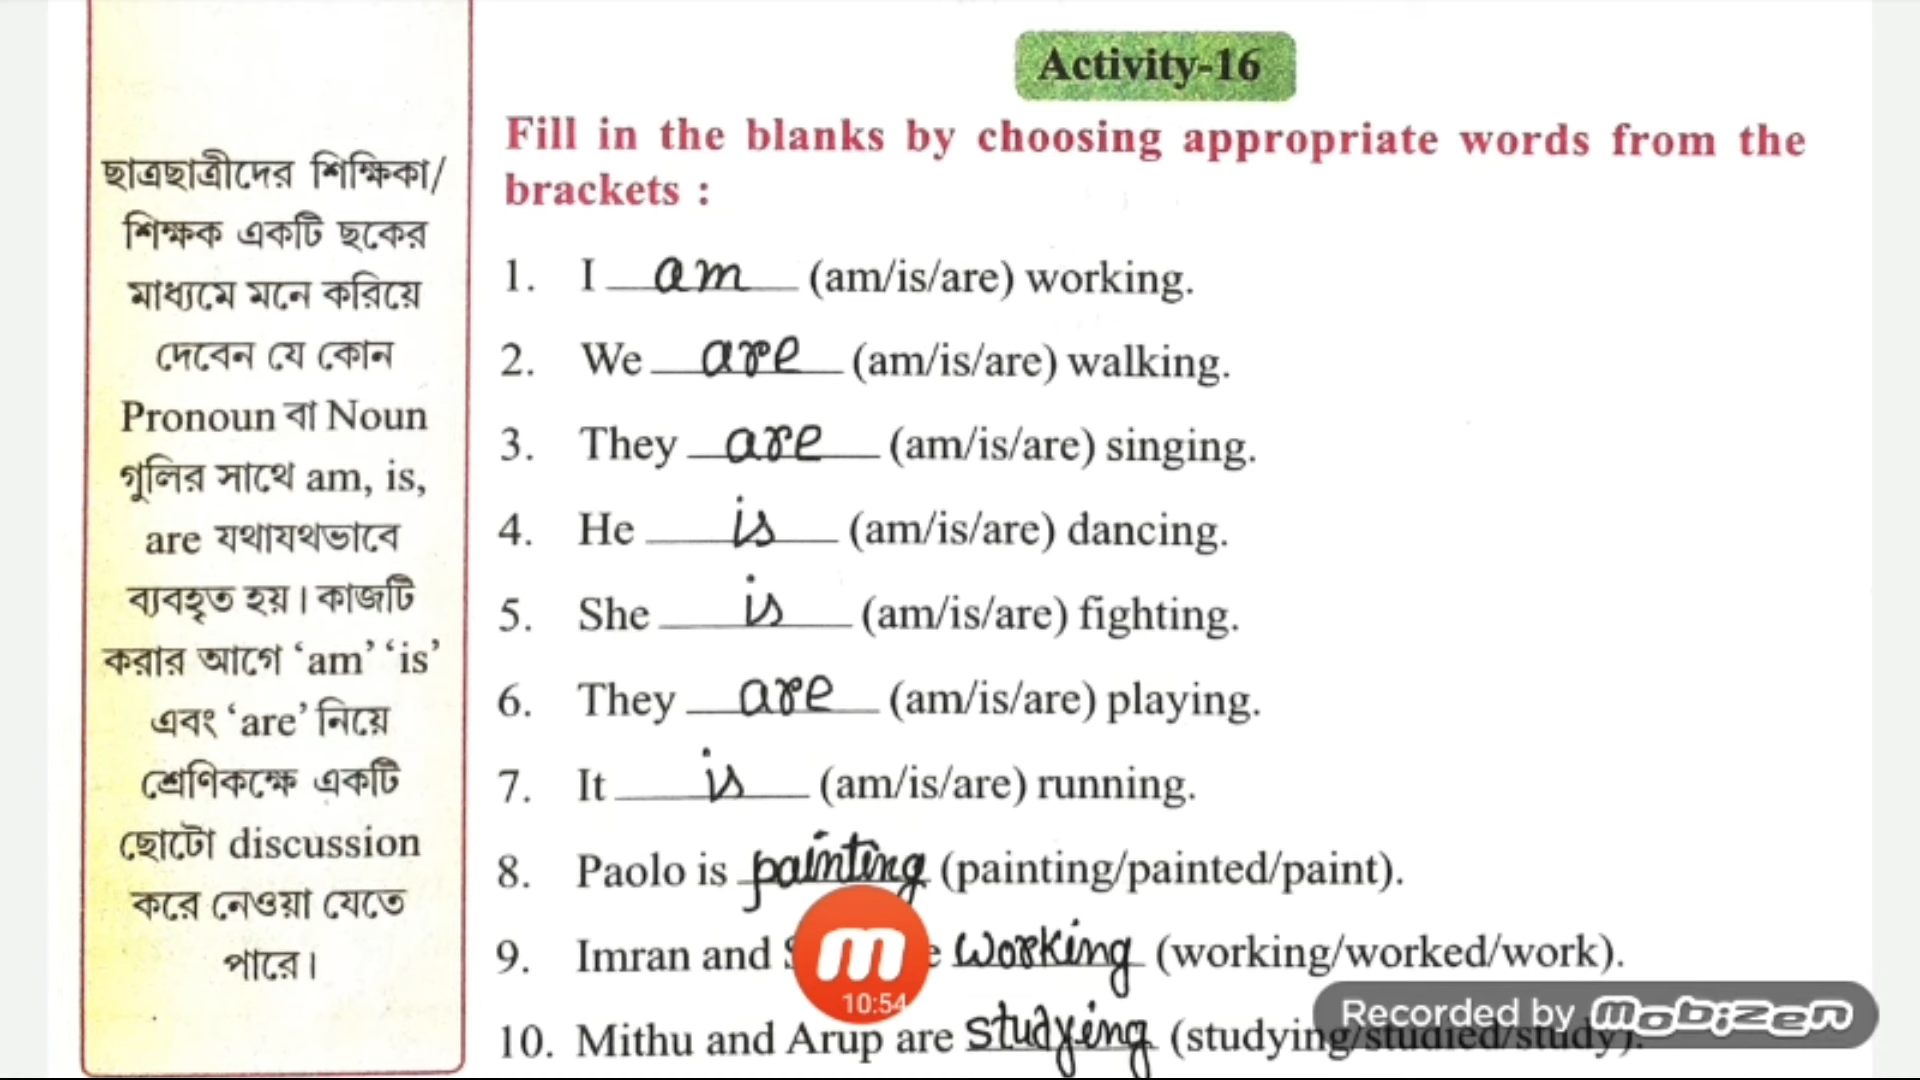 Activity-16
Fill in the blanks by choosing appropriate words from the
brackets :
ছাত্রছাত্রীদের শিক্ষিকা/
শিক্ষক একটি ছকের
মাধ্যমে মনে করিয়ে
দেবেন যে কোন
Pronoun বা Noun
গুলির সাথে am, is,
are যথাযথভাবে
ব্যবহৃত হয়। কাজটি
করার আগে ‘am’ ‘is’
এবং ‘are’ নিয়ে
শ্রেণিকক্ষে একটি
ছোটো discussion
করে নেওয়া যেতে
পারে।
1. I am (am/is/are) working.
2. We are (am/is/are) walking.
3. They are (am/is/are) singing.
4. He is (am/is/are) dancing.
5. She is (am/is/are) fighting.
6. They are (am/is/are) playing.
7. It is (am/is/are) running.
8. Paolo is painting (painting/painted/paint).
9. Imran and working (working/worked/work).
10. Mithu and Arup are studying (studying/studied/study).
10:54
Recorded by mobizen